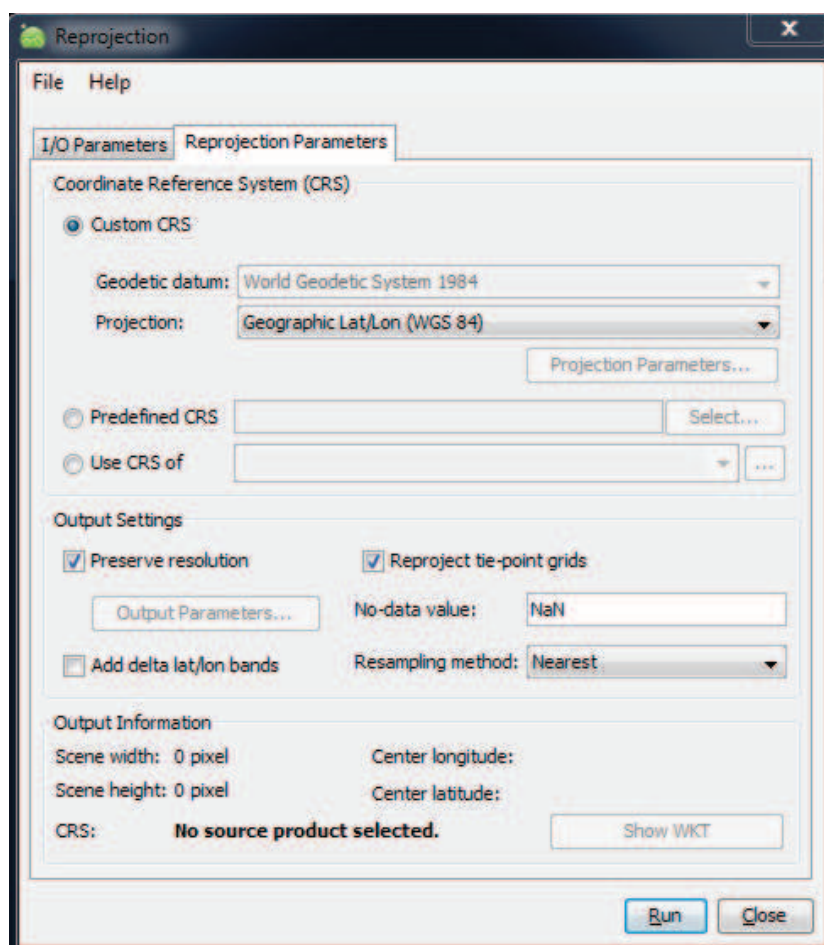 Reprojection
File Help
I/O Parameters Reprojection Parameters
Coordinate Reference System (CRS)
Custom CRS
Geodetic datum: World Geodetic System 1984
Projection: Geographic Lat/Lon (WGS 84)
Projection Parameters...
Predefined CRS Select...
Use CRS of ...
Output Settings
Preserve resolution Reproject tie-point grids
Output Parameters... No-data value: NaN
Add delta lat/lon bands Resampling method: Nearest
Output Information
Scene width: 0 pixel Center longitude:
Scene height: 0 pixel Center latitude:
CRS: No source product selected. Show WKT
Run Close